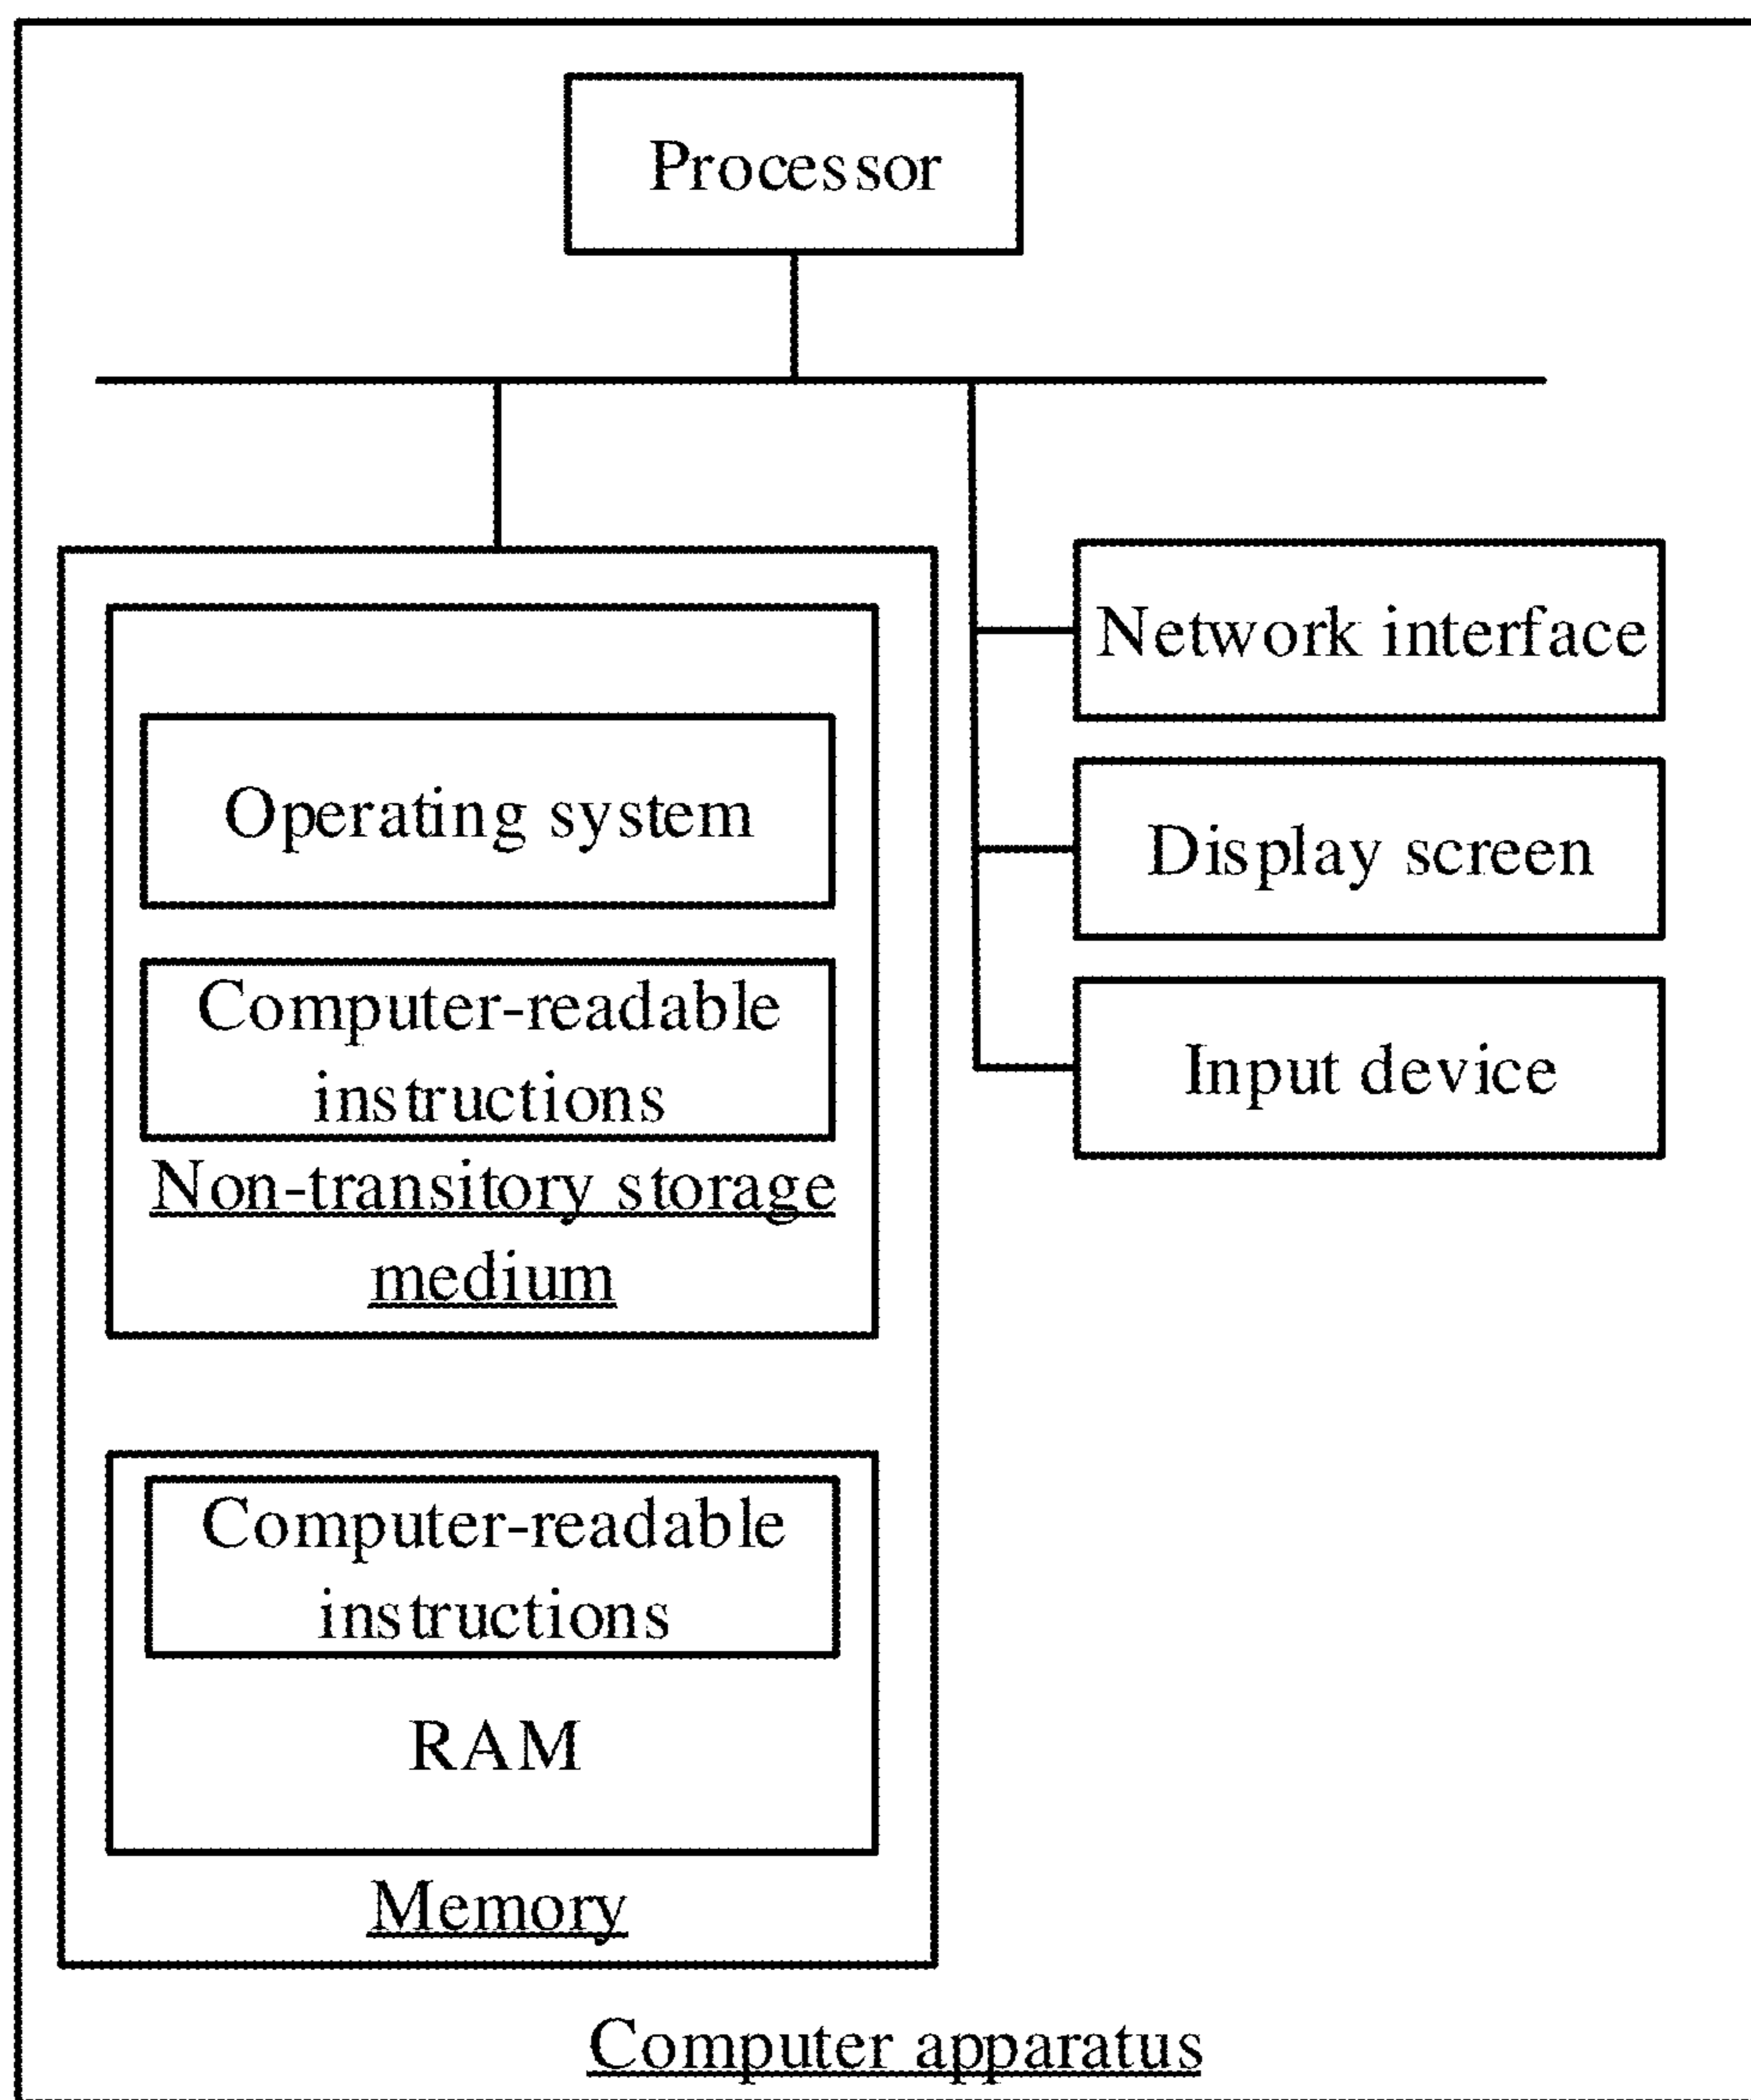 Processor
Network interface
Display screen
Input device
Operating system
Computer-readable
instructions
Non-transitory storage
medium
Computer-readable
instructions
RAM
Memory
Computer apparatus